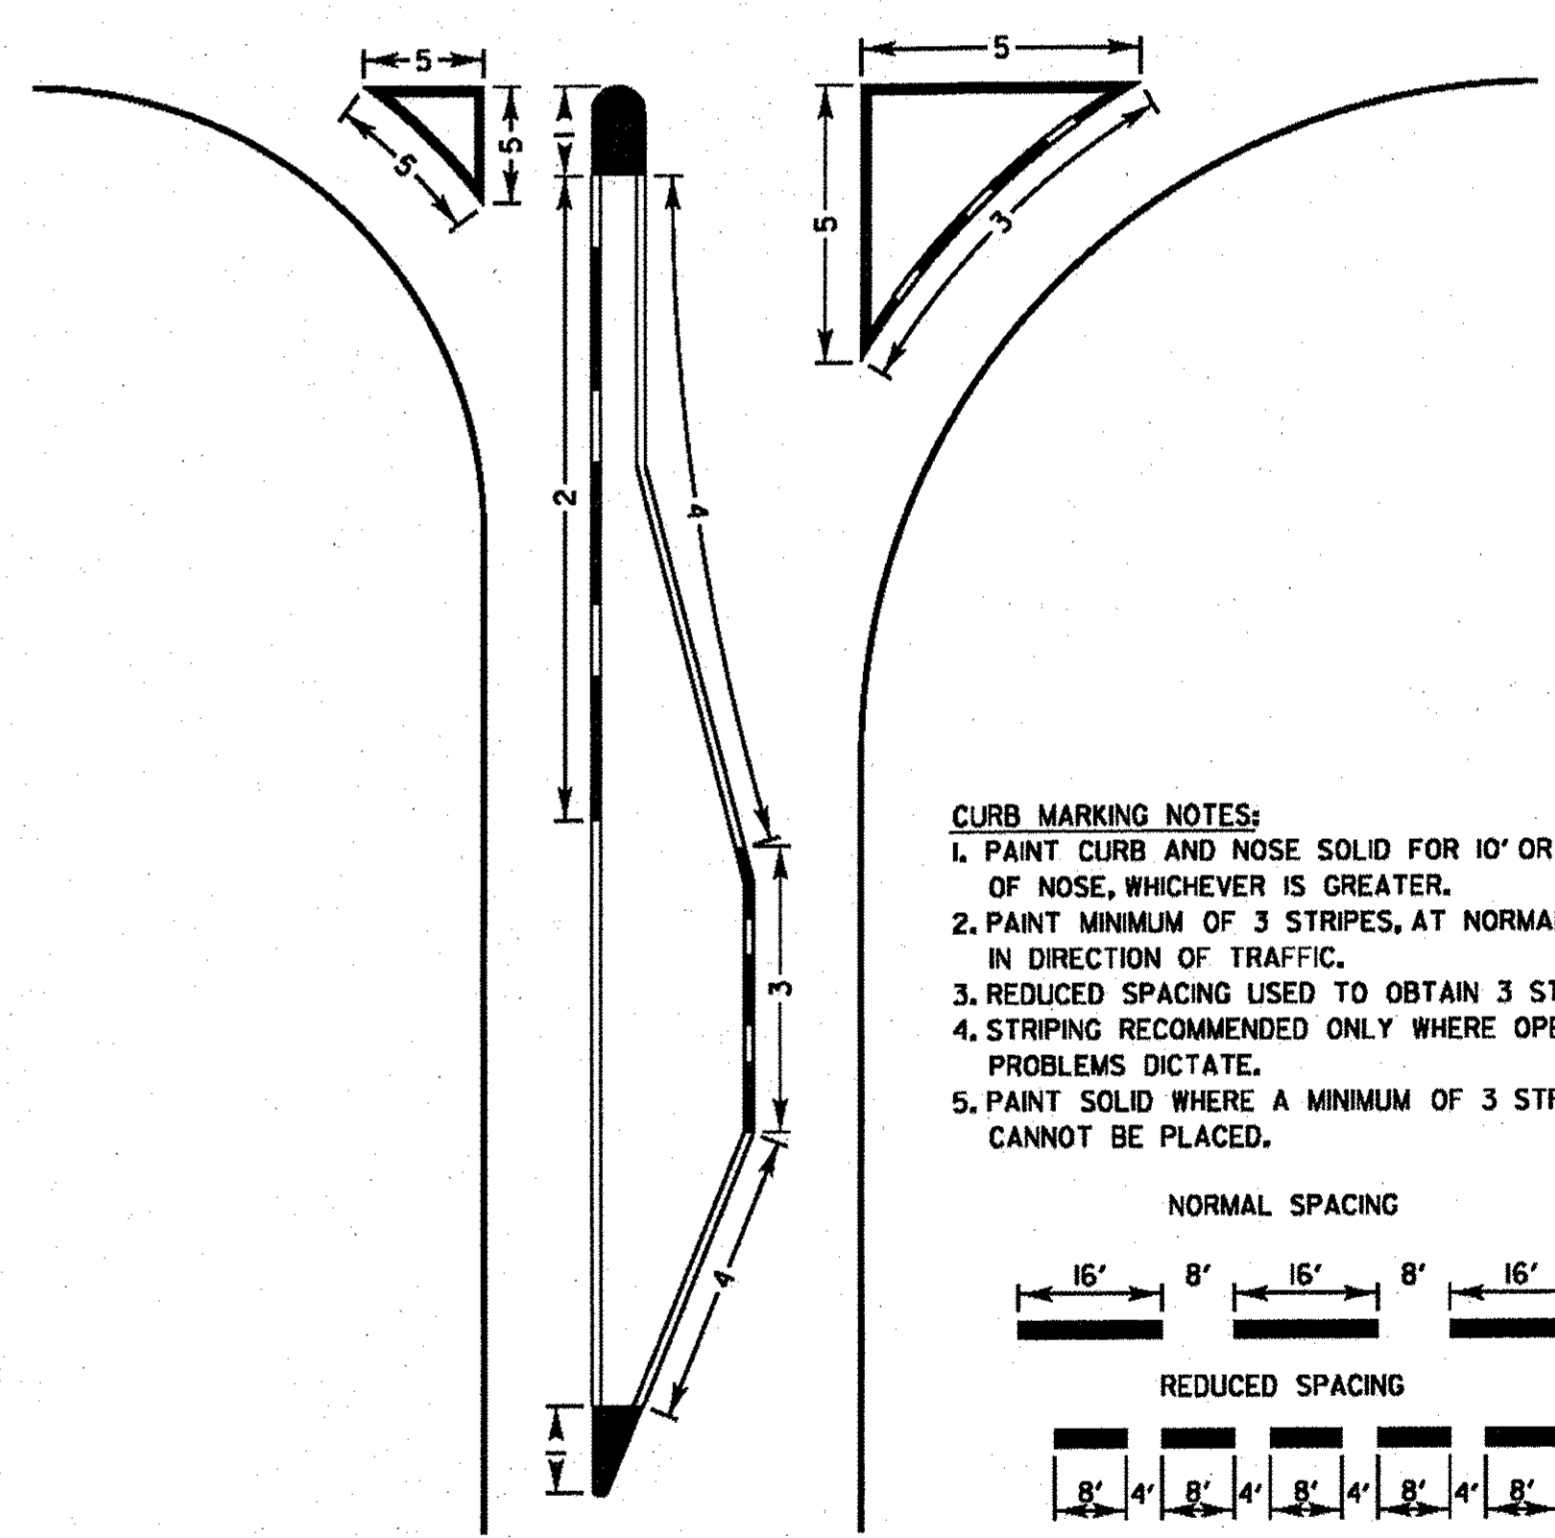 5
5
5
5
1
5
5
3
2
4
CURB MARKING NOTES:
1. PAINT CURB AND NOSE SOLID FOR 10' OR
OF NOSE, WHICHEVER IS GREATER.
2. PAINT MINIMUM OF 3 STRIPES, AT
IN DIRECTION OF TRAFFIC.
3. REDUCED SPACING USED TO OBTAIN 3
4. STRIPING RECOMMENDED ONLY WHERE
PROBLEMS DICTATE.
5. PAINT SOLID WHERE A MINIMUM OF 3
CANNOT BE PLACED.
3
4
1
NORMAL SPACING
16' 8' 16' 8' 16'
REDUCED SPACING
8' 4' 8' 4' 8' 4' 8' 4' 8'